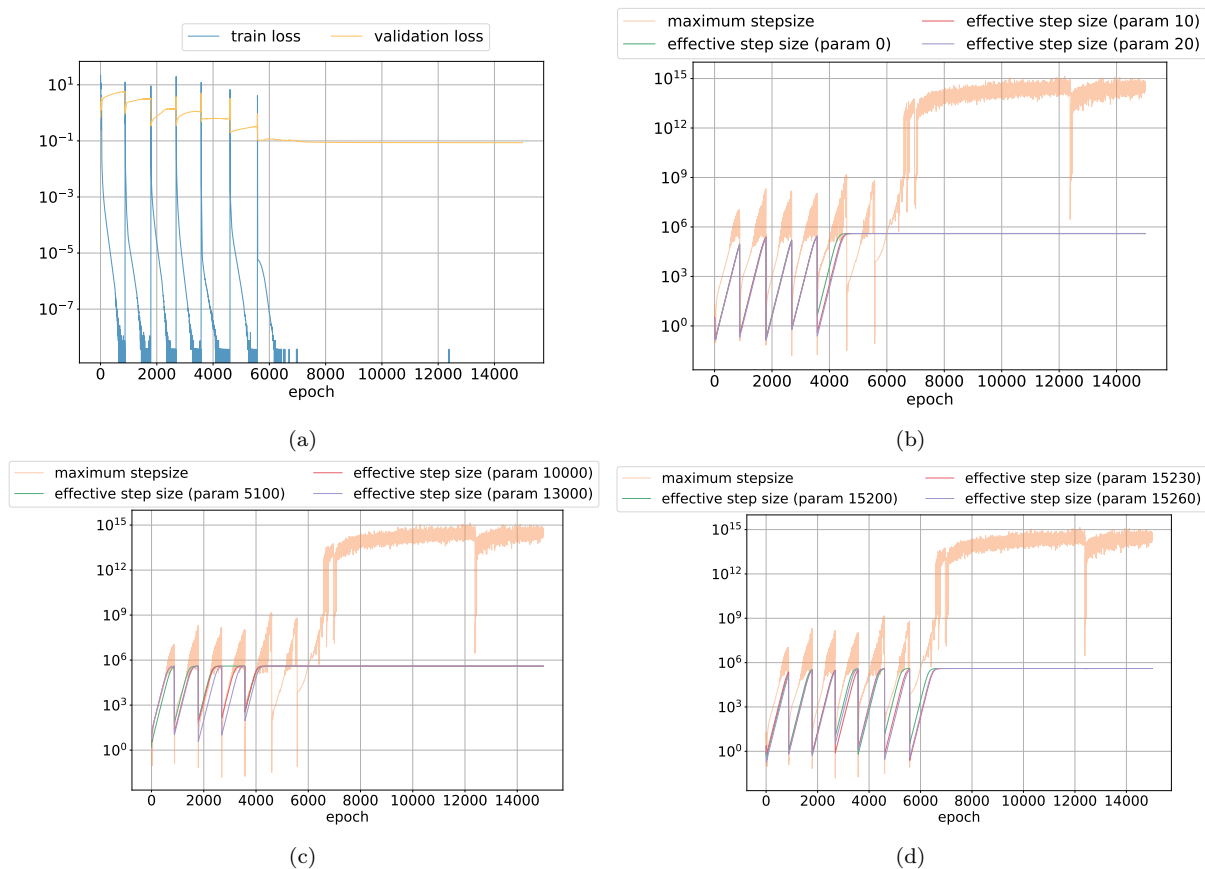 train loss validation loss
10^1
10^-1
10^-3
10^-5
10^-7
0 2000 4000 6000 8000 10000 12000 14000
epoch
(a)
maximum stepsize effective step size (param 10)
effective step size (param 0) effective step size (param 20)
10^15
10^12
10^9
10^6
10^3
10^0
0 2000 4000 6000 8000 10000 12000 14000
epoch
(b)
maximum stepsize effective step size (param 10000)
effective step size (param 5100) effective step size (param 13000)
10^15
10^12
10^9
10^6
10^3
10^0
0 2000 4000 6000 8000 10000 12000 14000
epoch
(c)
maximum stepsize effective step size (param 15230)
effective step size (param 15200) effective step size (param 15260)
10^15
10^12
10^9
10^6
10^3
10^0
0 2000 4000 6000 8000 10000 12000 14000
epoch
(d)